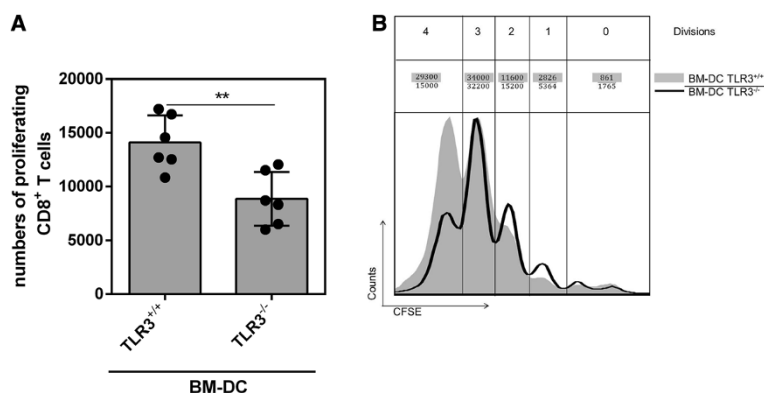 A
numbers of proliferating
CD8+ T cells
20000
15000
10000
5000
0
**
TLR3+/+
TLR3-/-
BM-DC
B
4 3 2 1 0 Divisions
29300 34000 11600 2826 861 BM-DC TLR3+/+
15000 32200 15200 5364 1765 BM-DC TLR3-/-
Counts
CFSE